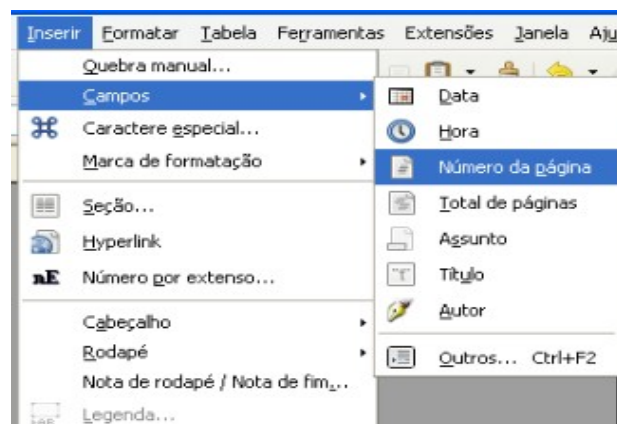 Inserir Formatar Tabela Ferramentas Extensões Janela Aju
Quebra manual...
Campos
Caractere especial...
Marca de formatação
Seção...
Hyperlink
nE Número por extenso...
Cabeçalho
Rodapé
Nota de rodapé / Nota de fim...
Legenda...
Data
Hora
Número da página
Total de páginas
Assunto
Título
Autor
Outros... Ctrl+F2